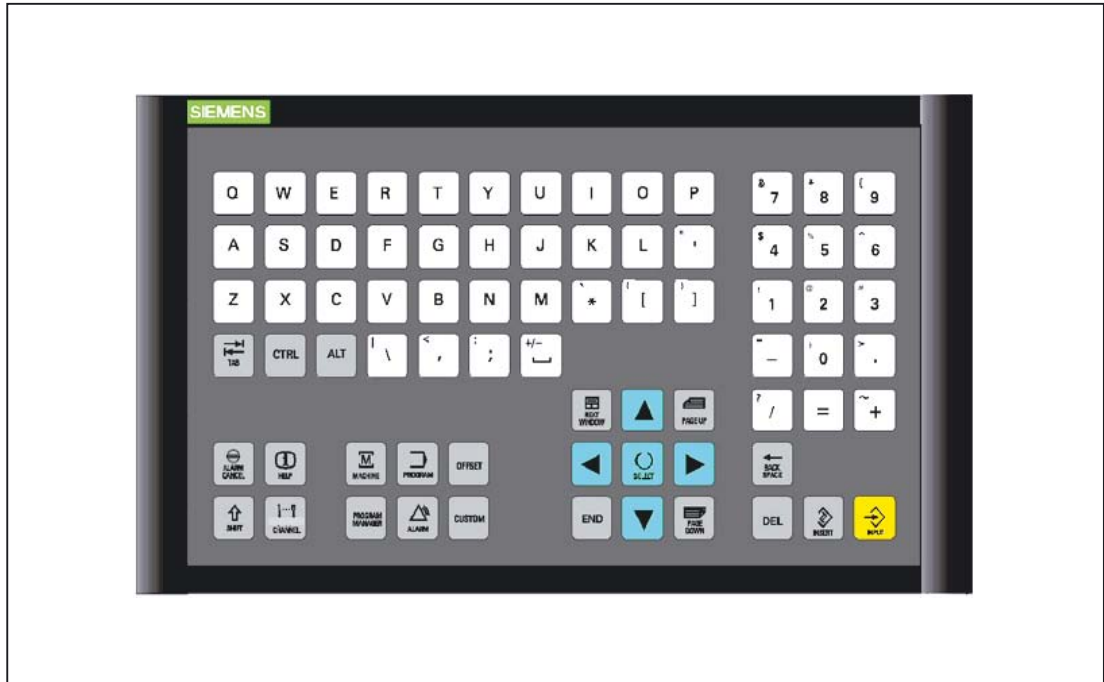 SIEMENS
Q W E R T Y U I O P & 7 * 8 ( 9
A S D F G H J K L " ' $ 4 % 5 ^ 6
Z X C V B N M ` * { [ } ] ! 1 @ 2 # 3
TAB CTRL ALT | \ < , : ; +/- _ ) 0 > .
NEXT WINDOW PAGE UP ? / = ~ +
ALARM CANCEL HELP M MACHINE PROGRAM OFFSET SELECT BACK SPACE
SHIFT CHANNEL PROGRAM MANAGER ALARM CUSTOM END PAGE DOWN DEL INSERT INPUT